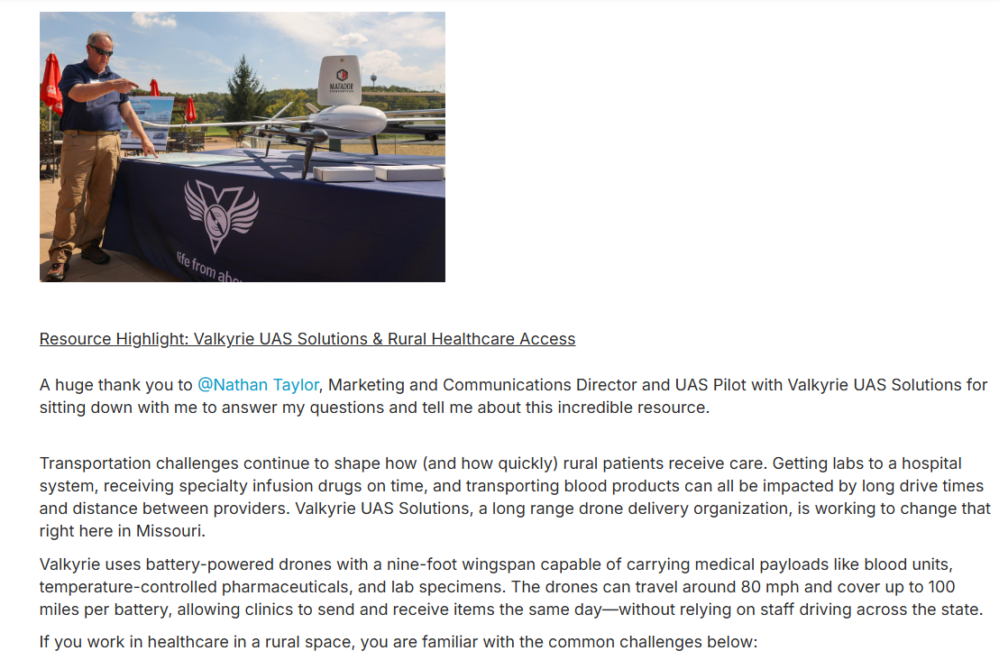 MATADOR
life from abo
Resource Highlight: Valkyrie UAS Solutions & Rural Healthcare Access
A huge thank you to @Nathan Taylor, Marketing and Communications Director and UAS Pilot with Valkyrie UAS Solutions for
sitting down with me to answer my questions and tell me about this incredible resource.
Transportation challenges continue to shape how (and how quickly) rural patients receive care. Getting labs to a hospital
system, receiving specialty infusion drugs on time, and transporting blood products can all be impacted by long drive times
and distance between providers. Valkyrie UAS Solutions, a long range drone delivery organization, is working to change that
right here in Missouri.
Valkyrie uses battery-powered drones with a nine-foot wingspan capable of carrying medical payloads like blood units,
temperature-controlled pharmaceuticals, and lab specimens. The drones can travel around 80 mph and cover up to 100
miles per battery, allowing clinics to send and receive items the same day—without relying on staff driving across the state.
If you work in healthcare in a rural space, you are familiar with the common challenges below: